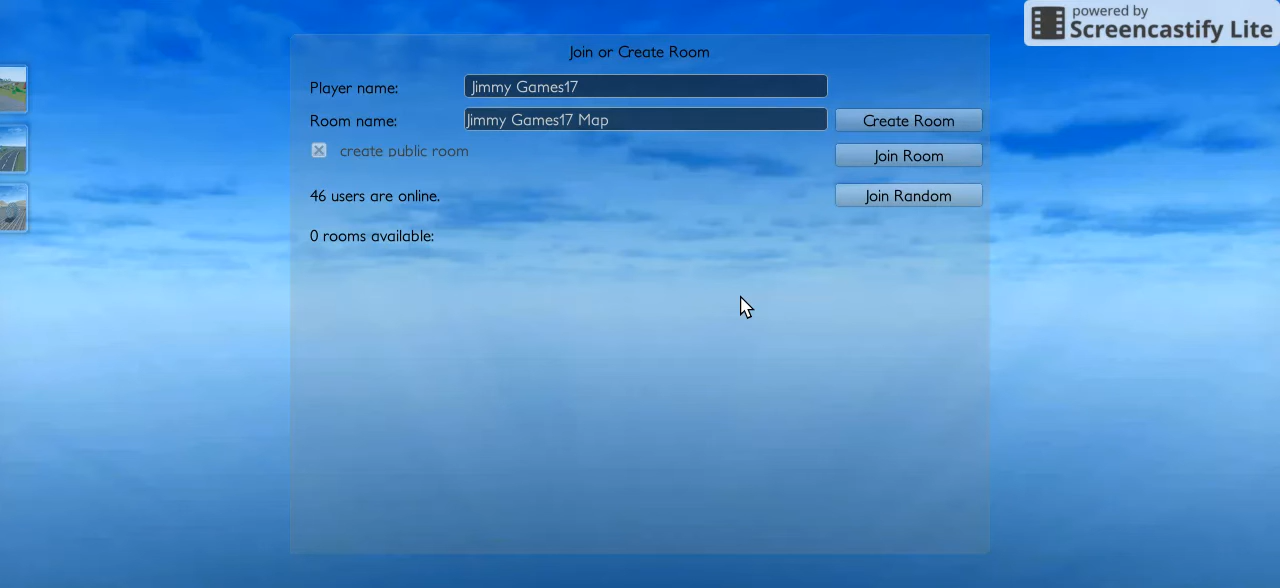 powered by
Screencastify Lite
Join or Create Room
Player name: Jimmy Games17
Room name: Jimmy Games17 Map Create Room
create public room Join Room
46 users are online. Join Random
0 rooms available: